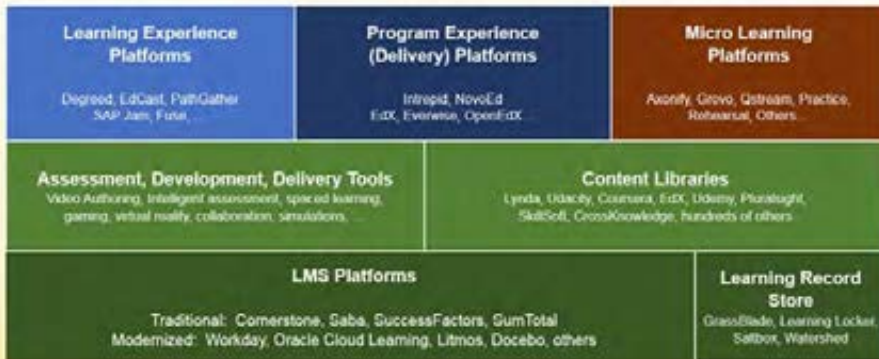 Learning Experience
Platforms
Degreed, EdCast, PathGather
SAP Jam, Fuse,
Program Experience
(Delivery) Platforms
Intrepid, NovoEd
EdX, Everwise, OpenEdX
Micro Learning
Platforms
Axonify, Grovo, Qstream, Practice,
Rehearsal, Others
Assessment, Development, Delivery Tools
Video Authoring, Intelligent assessment, spaced learning,
gaming, virtual reality, collaboration, simulations, ...
Content Libraries
Lynda, Udacity, Coursera, EdX, Udemy, Pluralsight,
SkillSoft, CrossKnowledge, hundreds of others
LMS Platforms
Traditional: Cornerstone, Saba, SuccessFactors, SumTotal
Modernized: Workday, Oracle Cloud Learning, Litmos, Docebo, others
Learning Record
Store
GrassBlade, Learning Locker,
Saltbox, Watershed